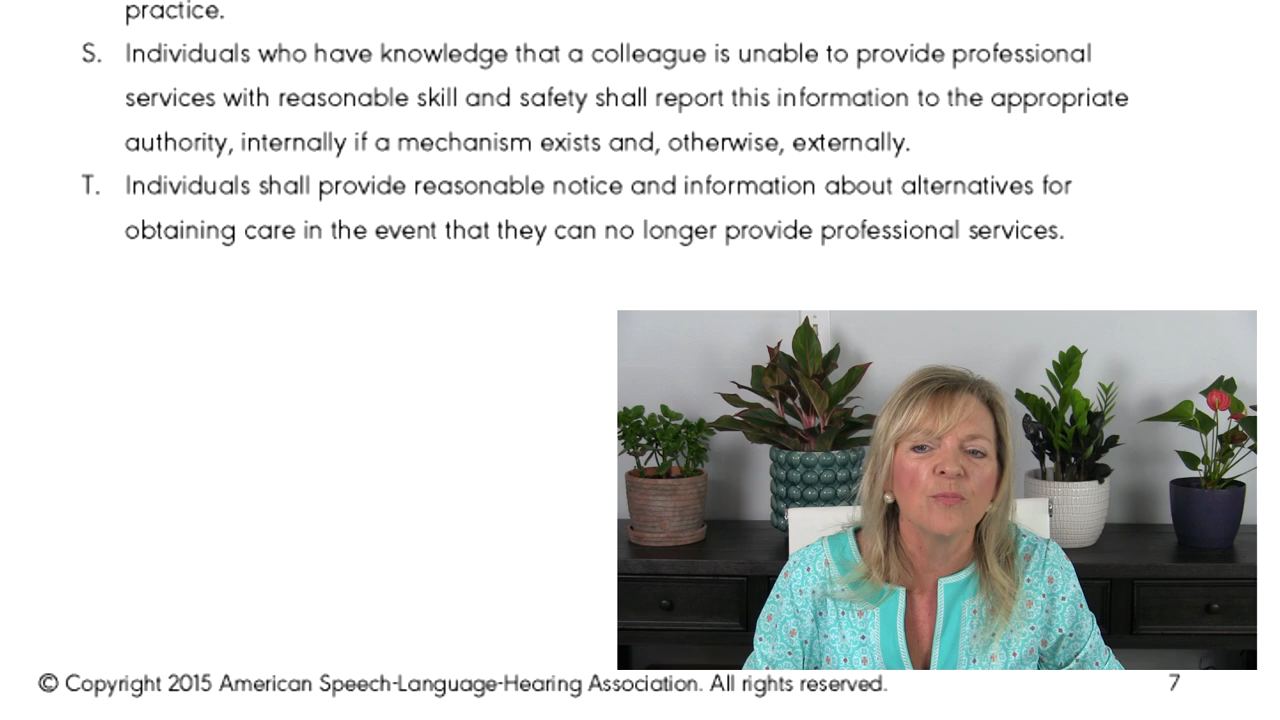 practice.
S. Individuals who have knowledge that a colleague is unable to provide professional
services with reasonable skill and safety shall report this information to the appropriate
authority, internally if a mechanism exists and, otherwise, externally.
T. Individuals shall provide reasonable notice and information about alternatives for
obtaining care in the event that they can no longer provide professional services.
© Copyright 2015 American Speech-Language-Hearing Association. All rights reserved. 7